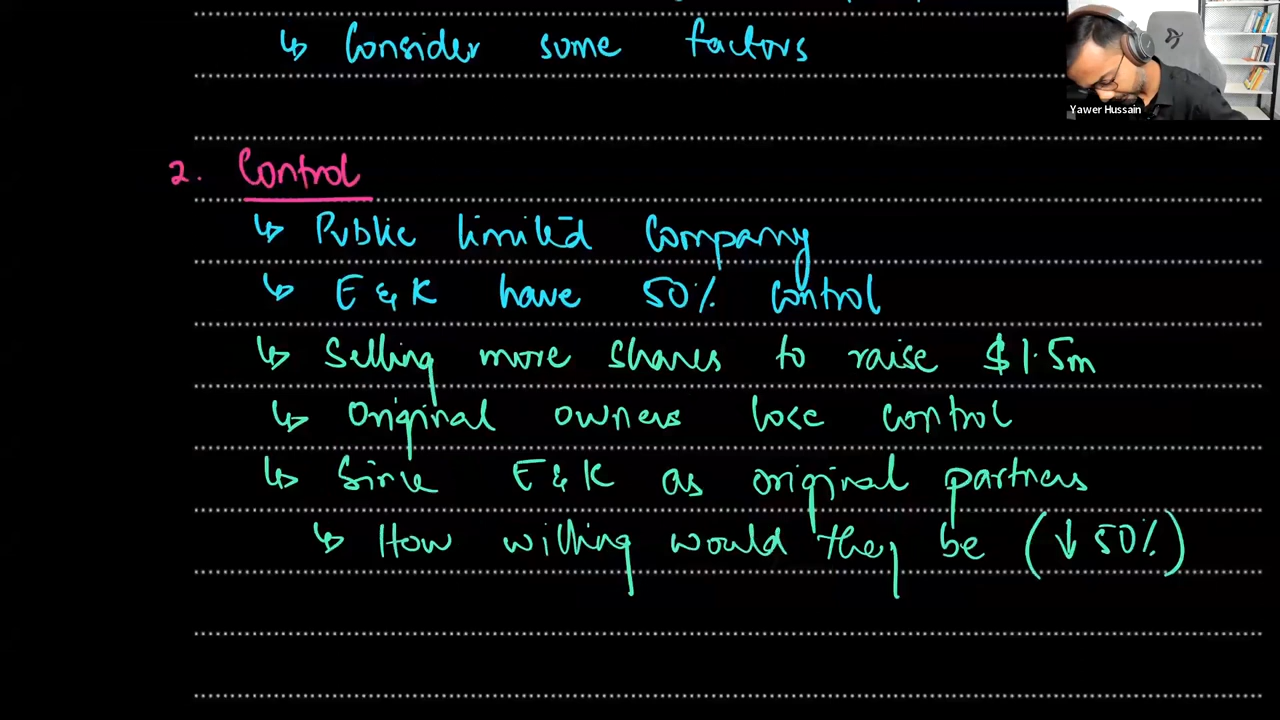 ↳ Consider some factors
Yawer Hussain
2. Control
↳ Public limited Company
↳ E & K have 50% control
↳ Selling more shares to raise $1.5m
↳ Original owners lose control
↳ Since E & K as original partners
↳ How willing would they be (↓ 50%)